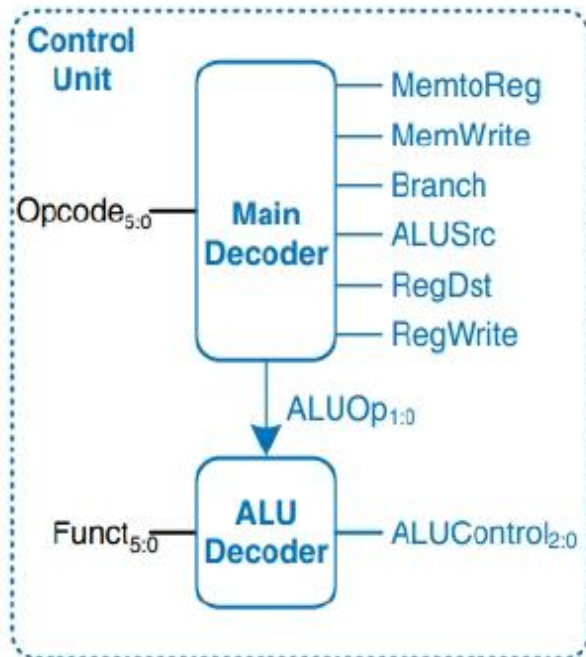 Control
Unit
MemtoReg
MemWrite
Branch
Opcode5:0
Main
Decoder
ALUSrc
RegDst
RegWrite
ALUOp1:0
Funct5:0
ALU
Decoder
ALUControl2:0